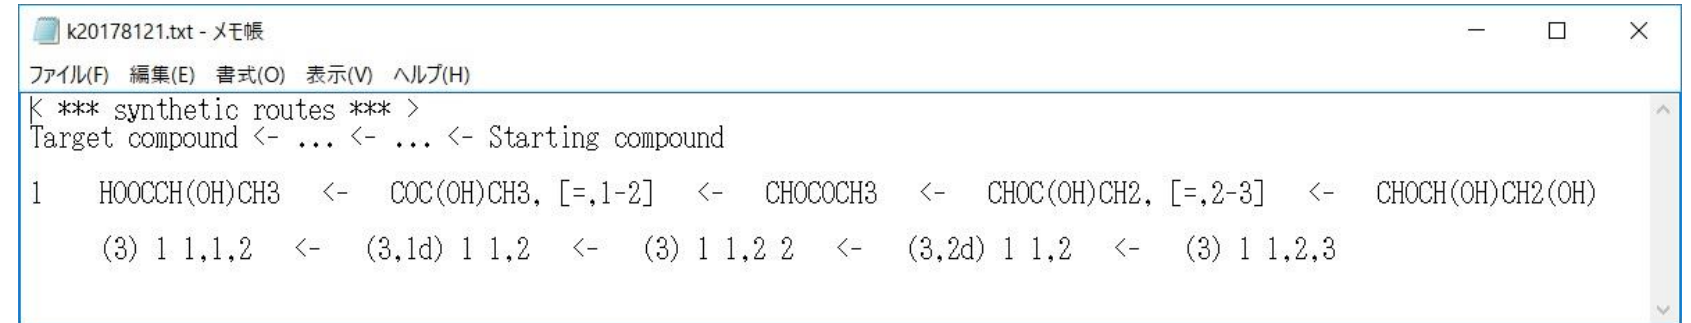 k20178121.txt - メモ帳
ファイル(F) 編集(E) 書式(O) 表示(V) ヘルプ(H)
< *** synthetic routes *** >
Target compound <- ... <- ... <- Starting compound
1 HOOCCH(OH)CH3 <- COC(OH)CH3, [=,1-2] <- CHOCOCH3 <- CHOC(OH)CH2, [=,2-3] <- CHOCH(OH)CH2(OH)
(3) 1 1,1,2 <- (3,1d) 1 1,2 <- (3) 1 1,2 2 <- (3,2d) 1 1,2 <- (3) 1 1,2,3